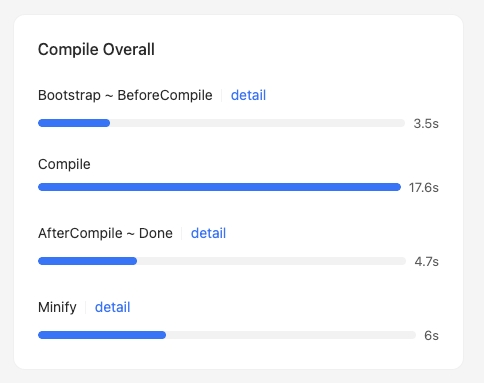 Compile Overall
Bootstrap ~ BeforeCompile detail
3.5s
Compile
17.6s
AfterCompile ~ Done detail
4.7s
Minify detail
6s